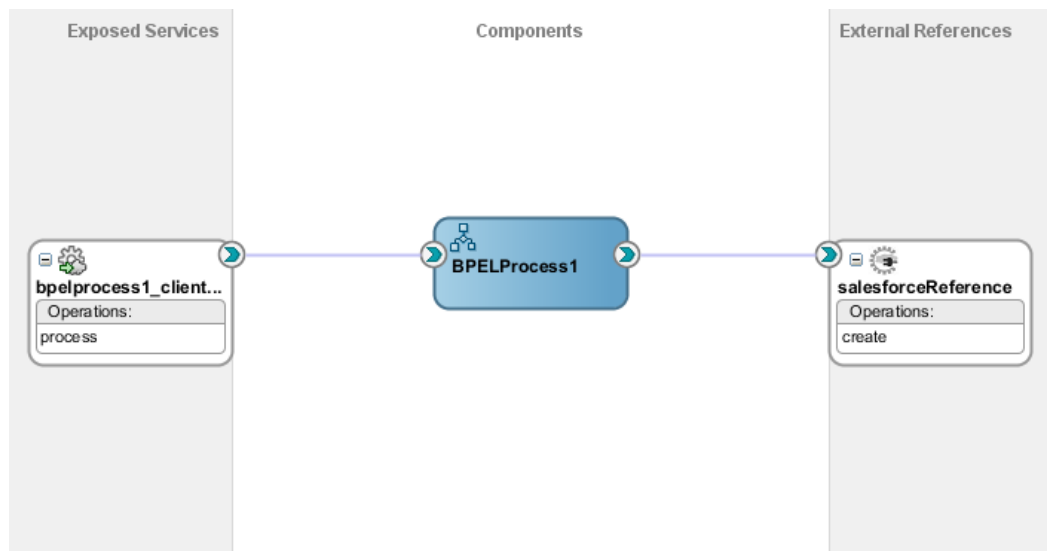 Exposed Services
Components
External References
bpelprocess1_client...
Operations:
process
BPELProcess1
salesforceReference
Operations:
create